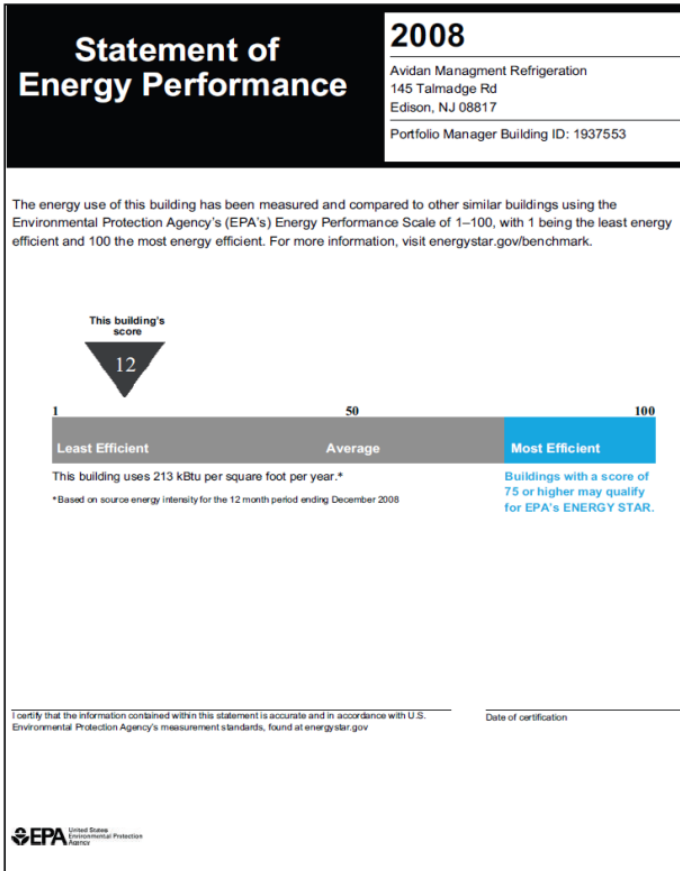 Statement of
Energy Performance
2008
Avidan Managment Refrigeration
145 Talmadge Rd
Edison, NJ 08817
Portfolio Manager Building ID: 1937553
The energy use of this building has been measured and compared to other similar buildings using the
Environmental Protection Agency's (EPA's) Energy Performance Scale of 1–100, with 1 being the least energy
efficient and 100 the most energy efficient. For more information, visit energystar.gov/benchmark.
This building's
score
12
1 50 100
Least Efficient Average Most Efficient
This building uses 213 kBtu per square foot per year.*
*Based on source energy intensity for the 12 month period ending December 2008
Buildings with a score of
75 or higher may qualify
for EPA's ENERGY STAR.
I certify that the information contained within this statement is accurate and in accordance with U.S.
Environmental Protection Agency's measurement standards, found at energystar.gov
Date of certification
EPA
United States
Environmental Protection
Agency